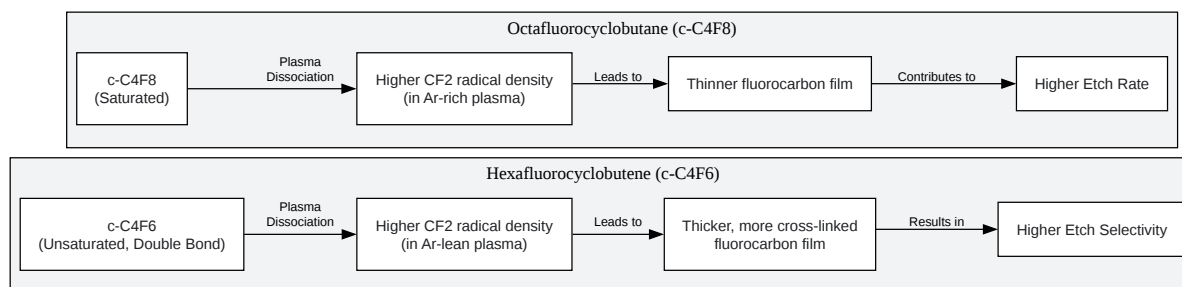 Octafluorocyclobutane (c-C4F8)
c-C4F8
(Saturated)
Plasma
Dissociation
Higher CF2 radical density
(in Ar-rich plasma)
Leads to
Thinner fluorocarbon film
Contributes to
Higher Etch Rate
Hexafluorocyclobutene (c-C4F6)
c-C4F6
(Unsaturated, Double Bond)
Plasma
Dissociation
Higher CF2 radical density
(in Ar-lean plasma)
Leads to
Thicker, more cross-linked
fluorocarbon film
Results in
Higher Etch Selectivity